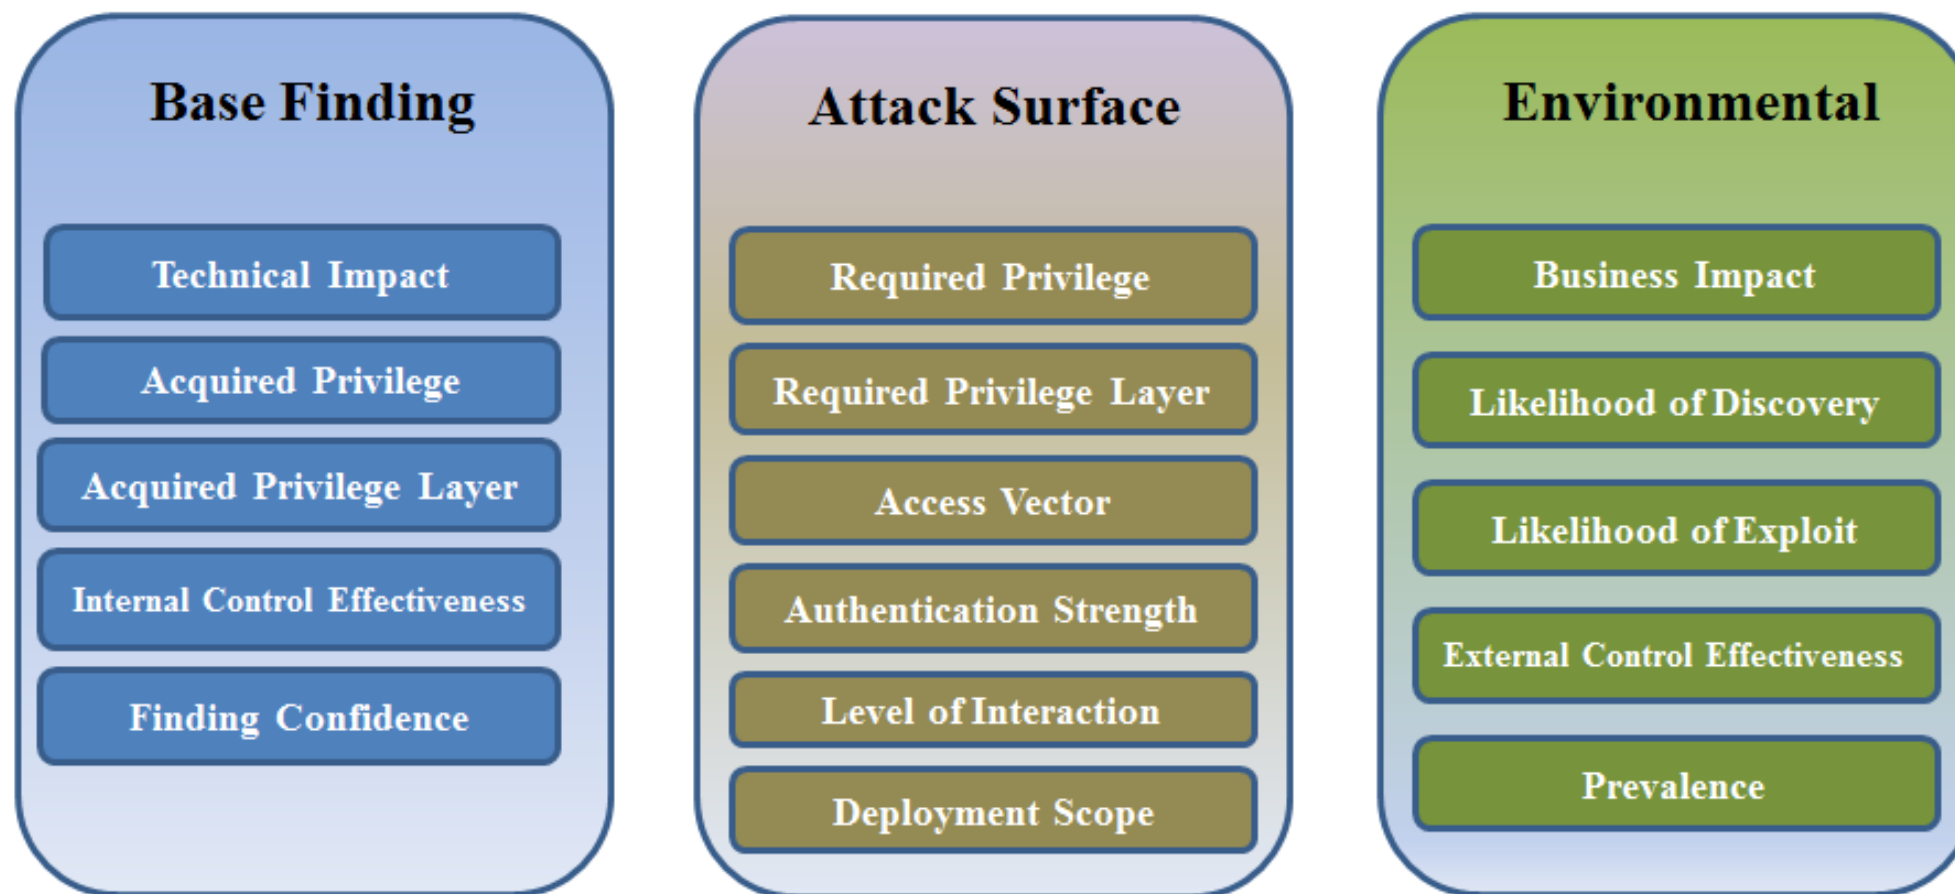 Base Finding
Technical Impact
Acquired Privilege
Acquired Privilege Layer
Internal Control Effectiveness
Finding Confidence
Attack Surface
Required Privilege
Required Privilege Layer
Access Vector
Authentication Strength
Level of Interaction
Deployment Scope
Environmental
Business Impact
Likelihood of Discovery
Likelihood of Exploit
External Control Effectiveness
Prevalence